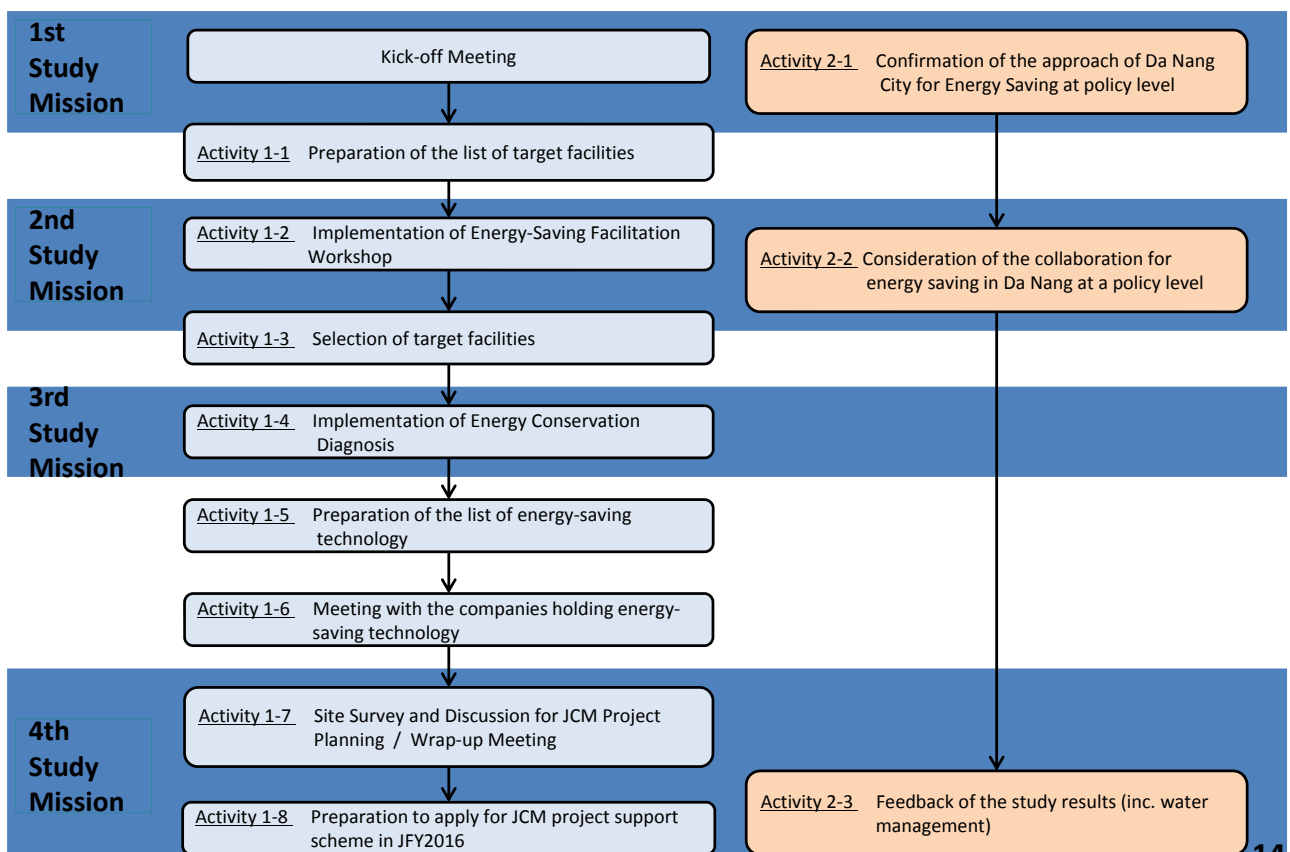 1st
Study
Mission
Kick-off Meeting
Activity 2-1 Confirmation of the approach of Da Nang
City for Energy Saving at policy level
Activity 1-1 Preparation of the list of target facilities
2nd
Study
Mission
Activity 1-2 Implementation of Energy-Saving Facilitation
Workshop
Activity 2-2 Consideration of the collaboration for
energy saving in Da Nang at a policy level
Activity 1-3 Selection of target facilities
3rd
Study
Mission
Activity 1-4 Implementation of Energy Conservation
Diagnosis
Activity 1-5 Preparation of the list of energy-saving
technology
Activity 1-6 Meeting with the companies holding energy-
saving technology
4th
Study
Mission
Activity 1-7 Site Survey and Discussion for JCM Project
Planning / Wrap-up Meeting
Activity 1-8 Preparation to apply for JCM project support
scheme in JFY2016
Activity 2-3 Feedback of the study results (inc. water
management)
14